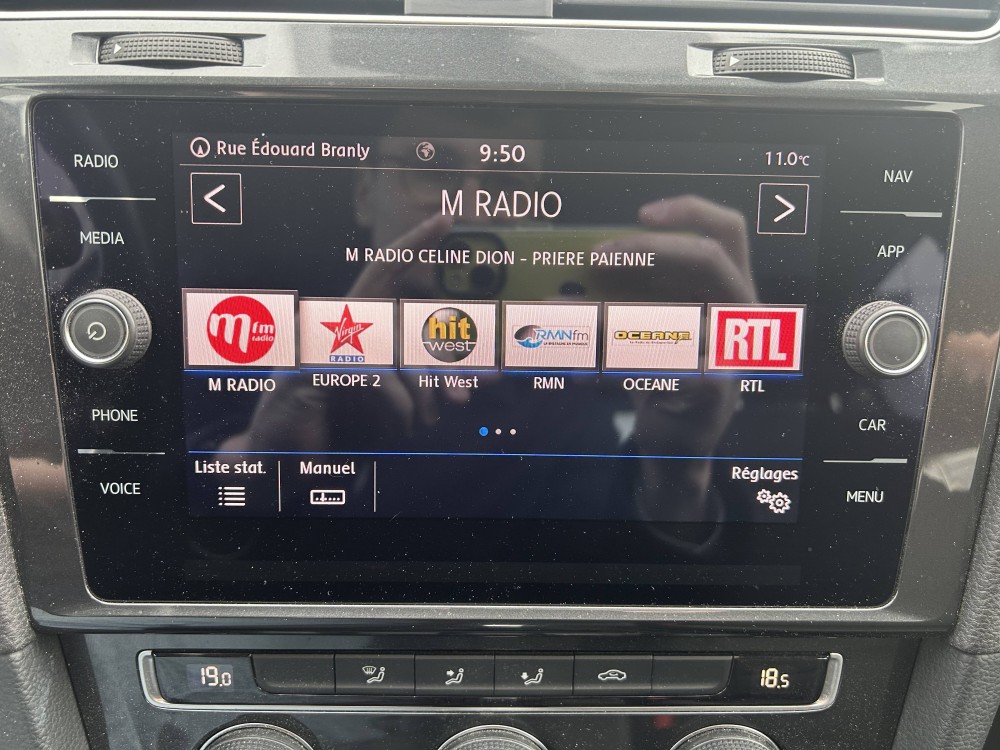 RADIO
MEDIA
PHONE
VOICE
NAV
APP
CAR
MENU
Rue Édouard Branly 9:50 11.0°C
< M RADIO >
M RADIO CELINE DION - PRIERE PAIENNE
m fm radio
Virgin RADIO
hit west
RMNfm
OCEANE
RTL
M RADIO EUROPE 2 Hit West RMN OCEANE RTL
Liste stat. Manuel Réglages
19.0 18.5